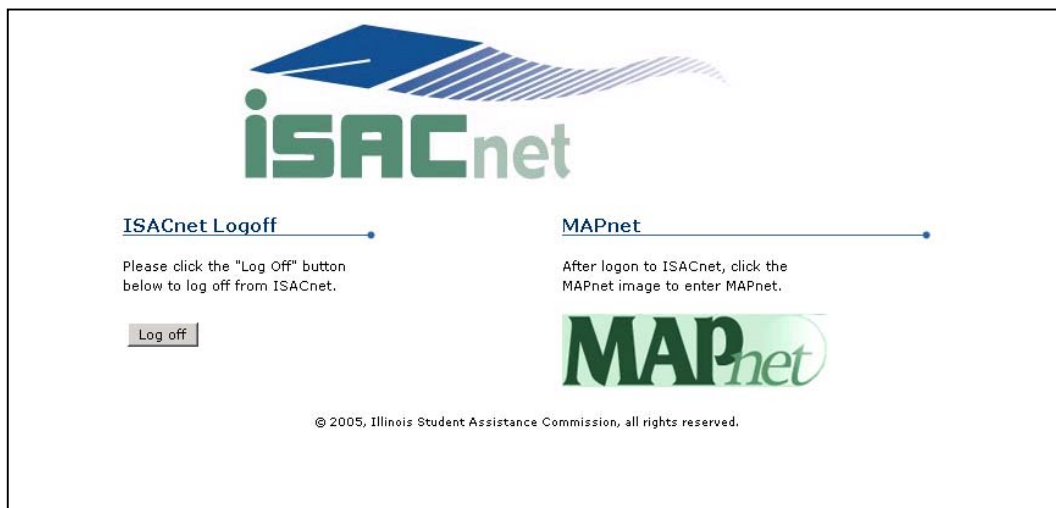 iSACnet
ISACnet Logoff
Please click the "Log Off" button
below to log off from ISACnet.
Log off
MAPnet
After logon to ISACnet, click the
MAPnet image to enter MAPnet.
MAPnet
© 2005, Illinois Student Assistance Commission, all rights reserved.